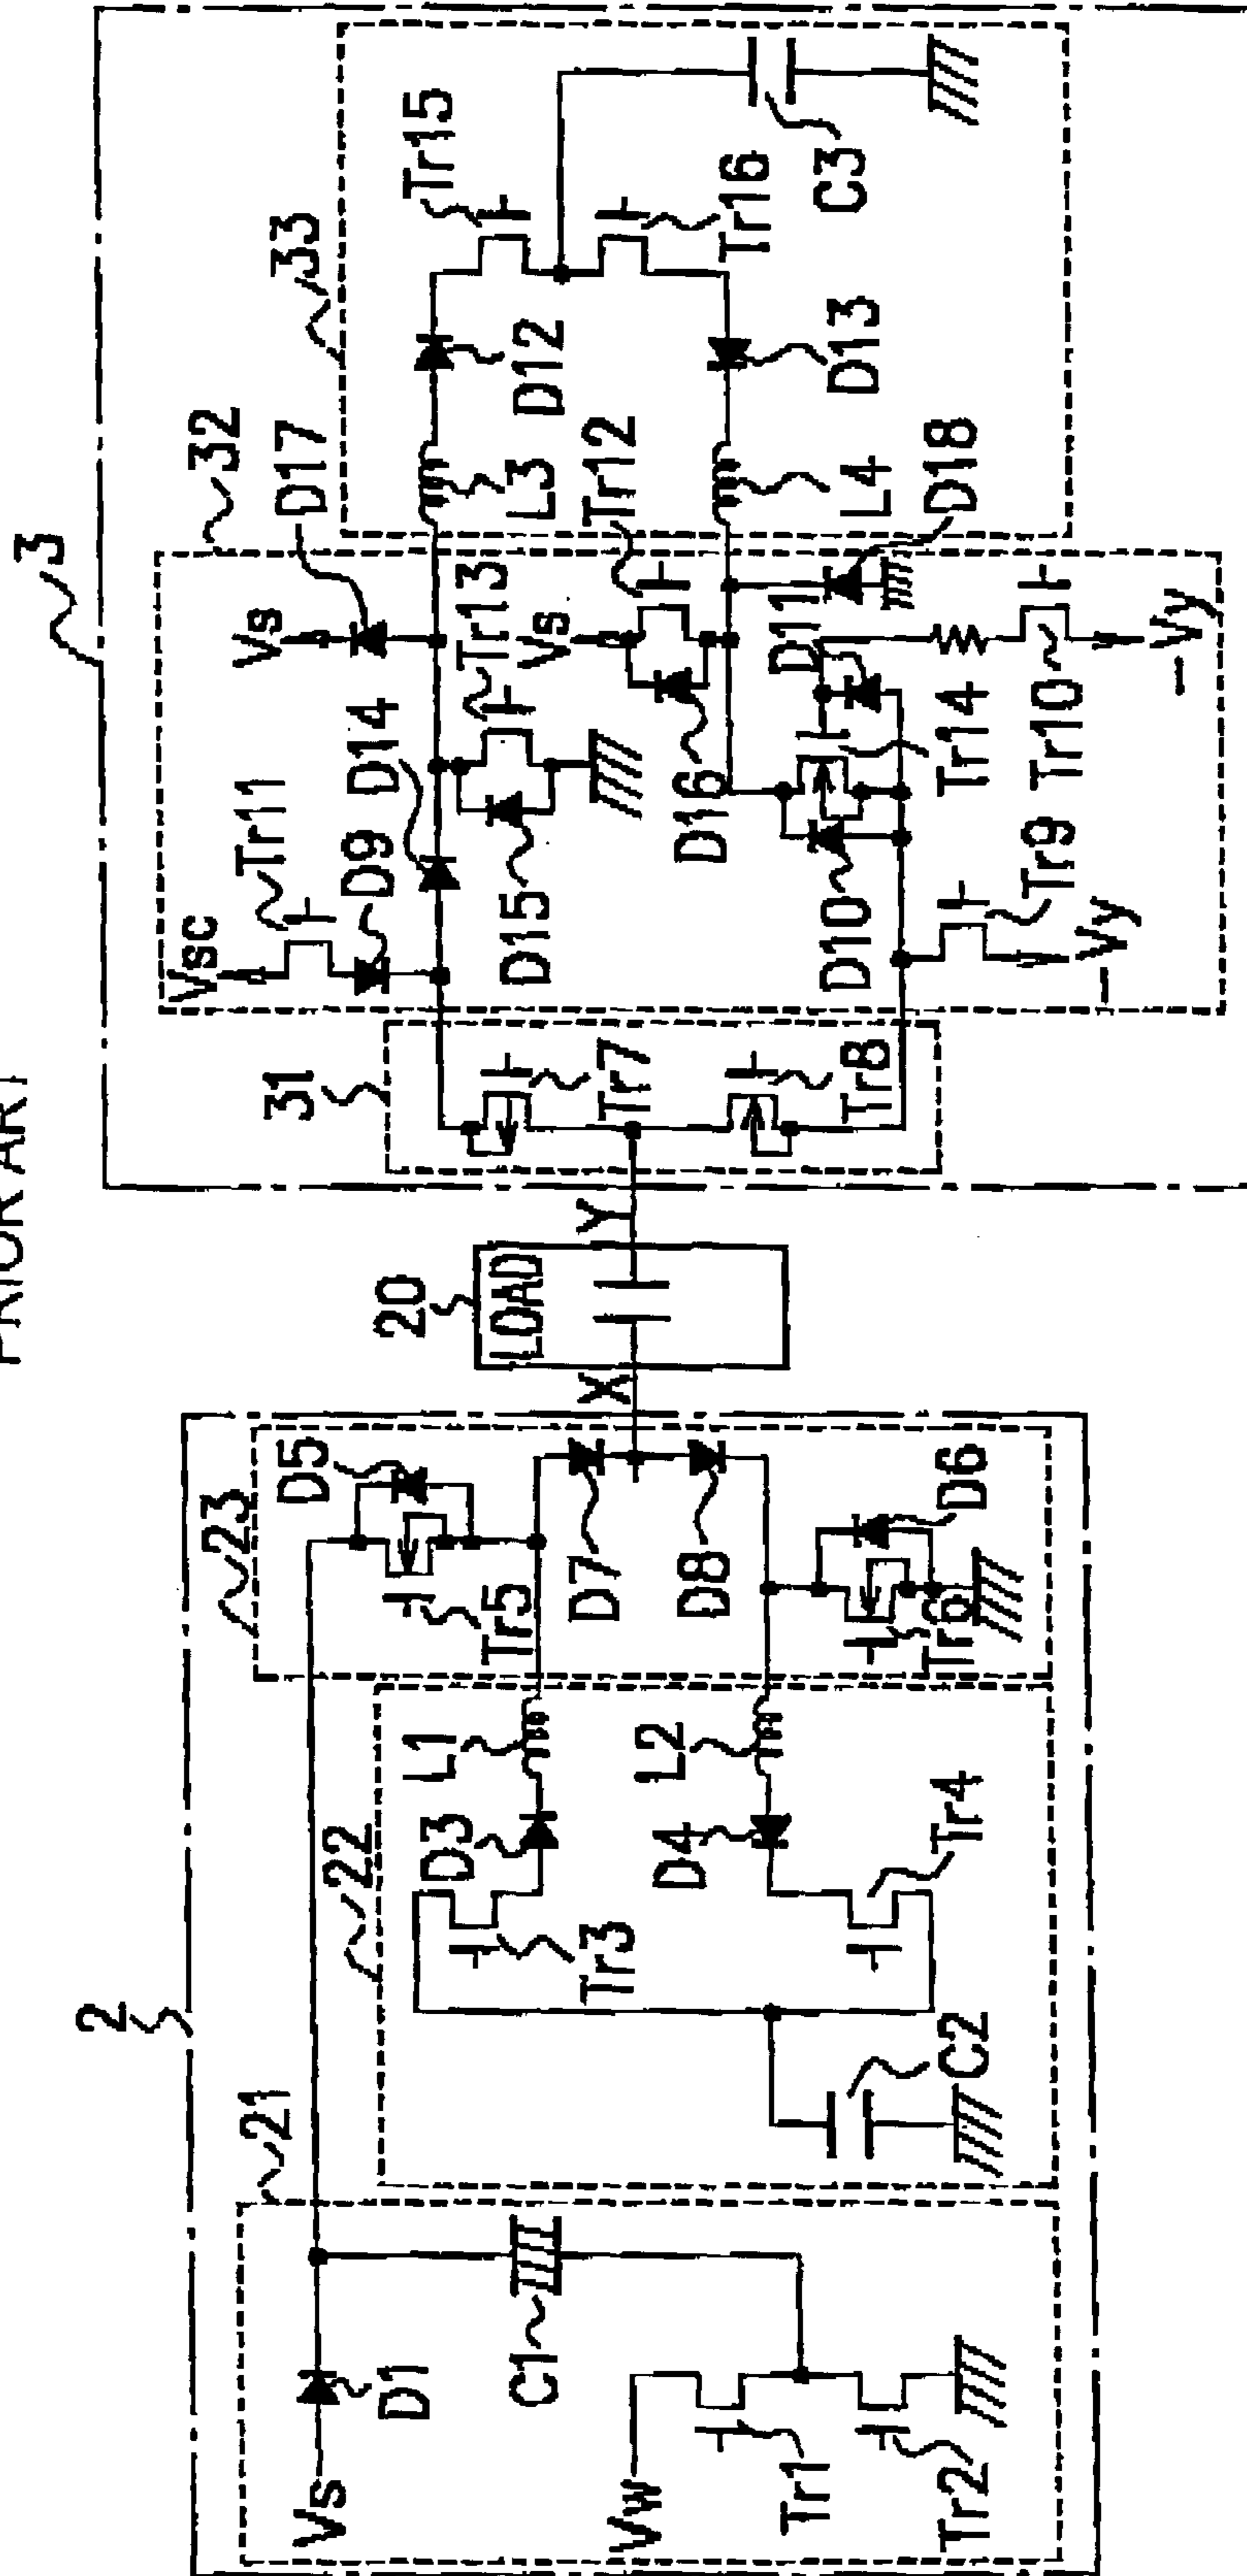 PRIOR ART
2
21
Vs
D1
C1
Vw
Tr1
Tr2
22
L1
D3
Tr3
L2
D4
Tr4
C2
23
D5
Tr5
D7
D8
D6
Tr6
X
20
LOAD
Y
3
31
Tr7
Tr8
32
Vsc
Tr11
D9
D14
Vs
D17
Tr13
D15
Vs
Tr12
D16
D11
D10
Tr14
D18
Tr9
-Vy
Tr10
-Vy
33
L3
D12
Tr15
Tr16
L4
D13
C3